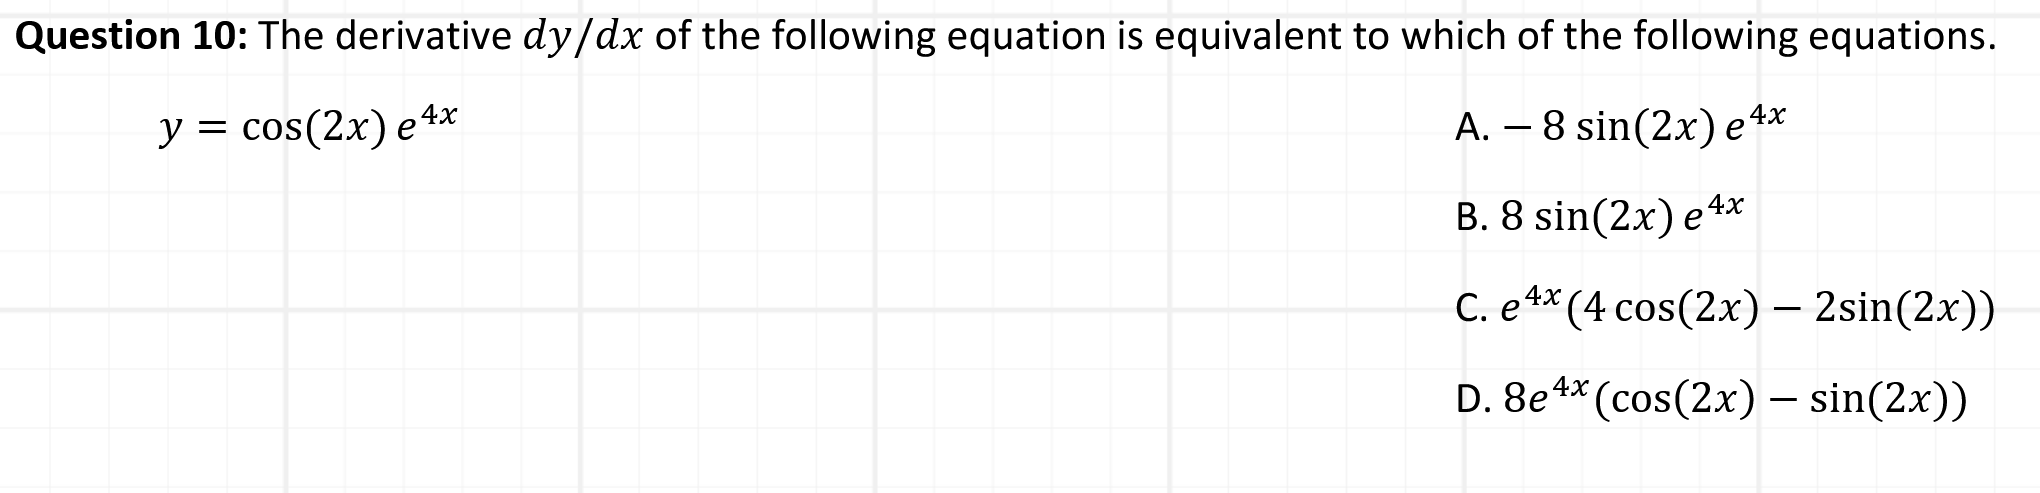 Question 10: The derivative dy/dx of the following equation is equivalent to which of the following equations.
y = cos(2x) e^{4x}
A. − 8 sin(2x) e^{4x}
B. 8 sin(2x) e^{4x}
C. e^{4x}(4 cos(2x) − 2sin(2x))
D. 8e^{4x}(cos(2x) − sin(2x))